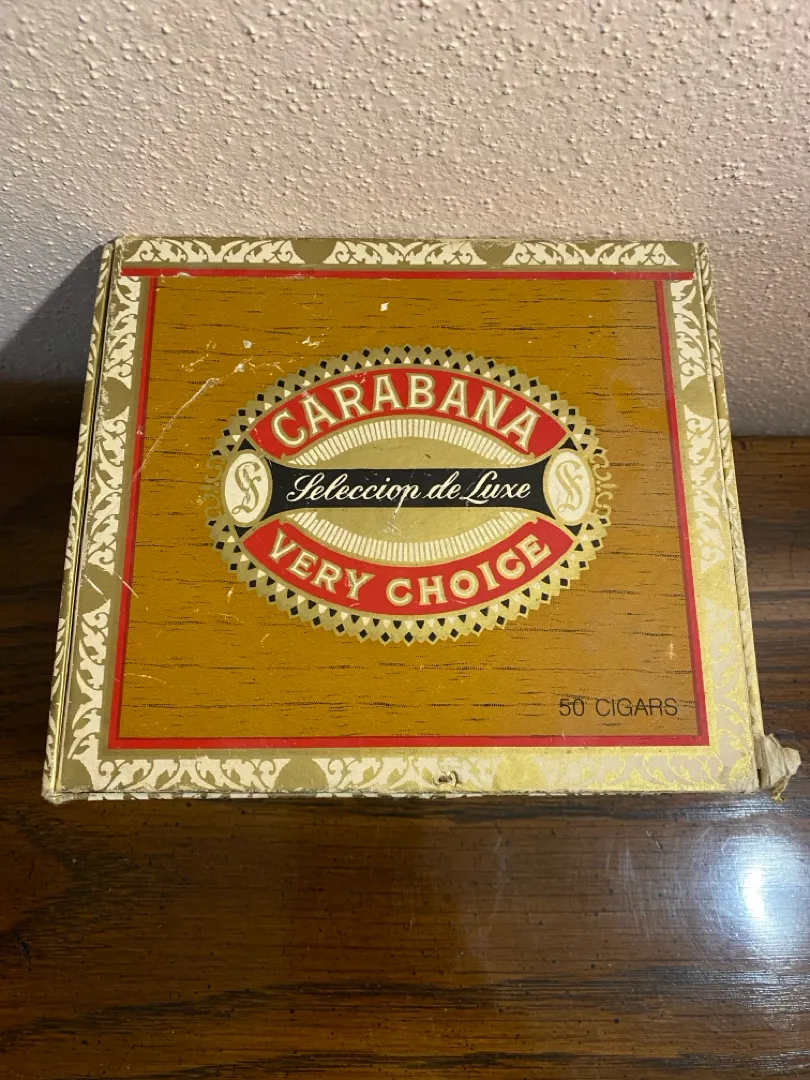 CARABANA
Seleccion de Luxe
VERY CHOICE
50 CIGARS